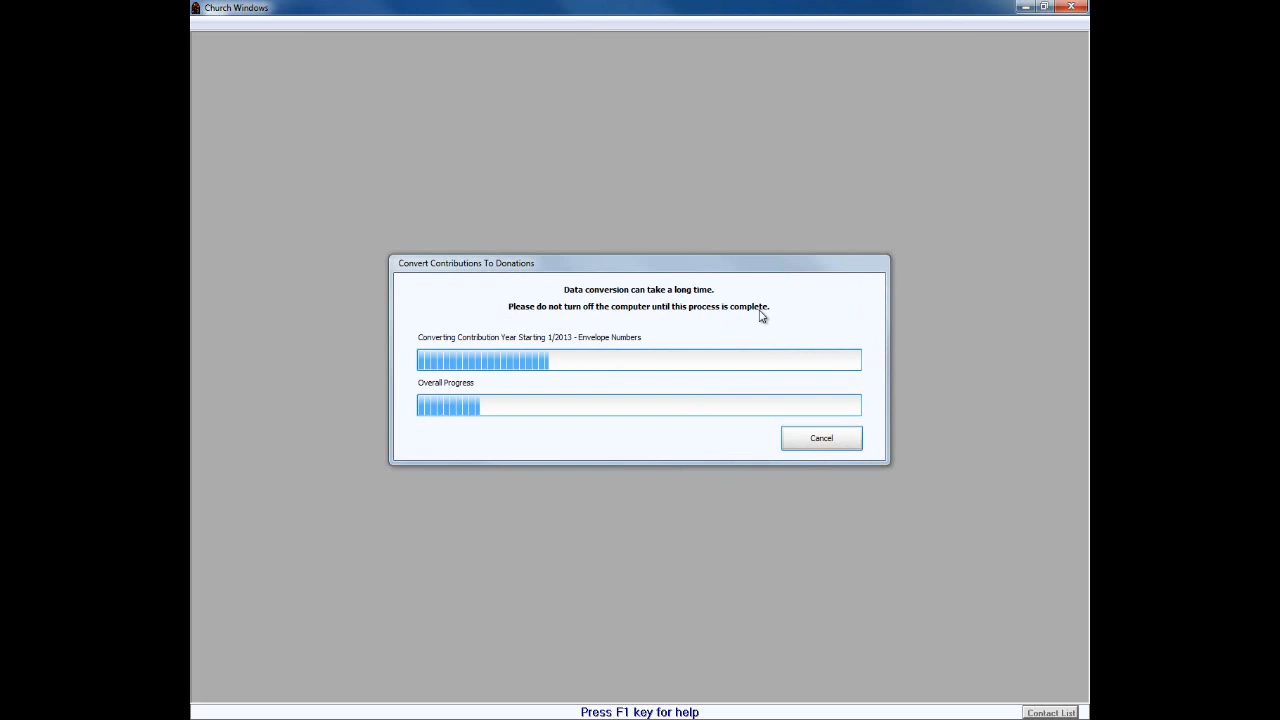 Church Windows
Convert Contributions To Donations
Data conversion can take a long time.
Please do not turn off the computer until this process is complete.
Converting Contribution Year Starting 1/2013 - Envelope Numbers
Overall Progress
Cancel
Press F1 key for help
Contact List